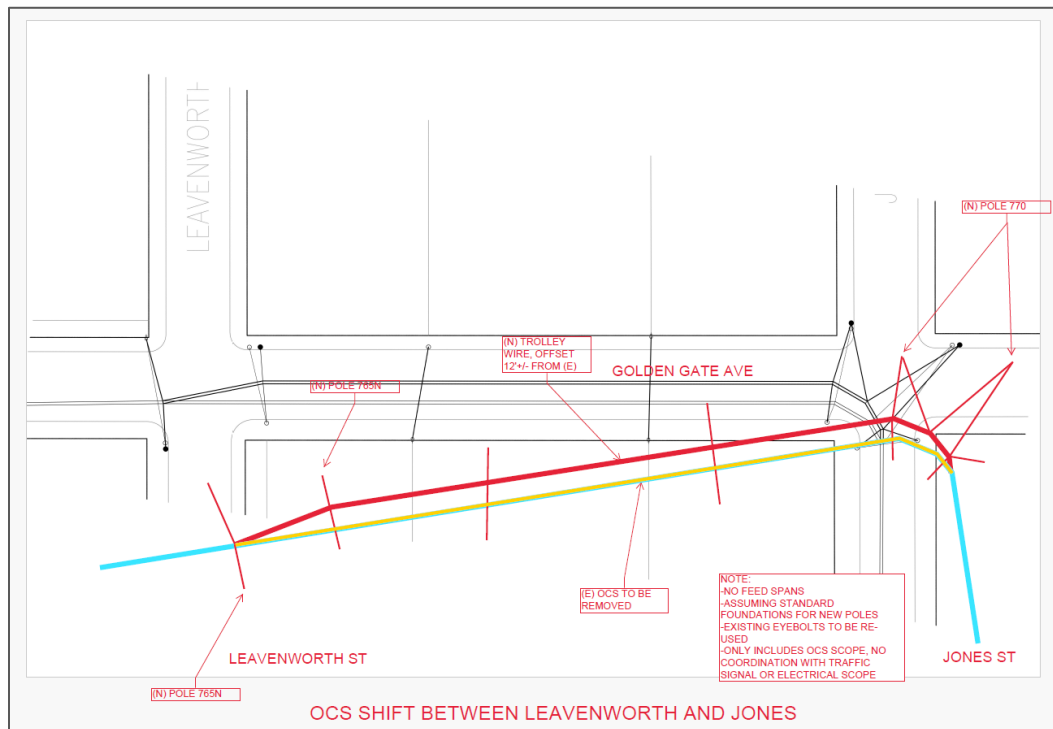 LEAVENWORTH
J
(N) POLE 770
(N) TROLLEY
WIRE, OFFSET
12'+/- FROM (E)
GOLDEN GATE AVE
(N) POLE 765N
(E) OCS TO BE
REMOVED
NOTE:
-NO FEED SPANS
-ASSUMING STANDARD
FOUNDATIONS FOR NEW POLES
-EXISTING EYEBOLTS TO BE RE-
USED
-ONLY INCLUDES OCS SCOPE, NO
COORDINATION WITH TRAFFIC
SIGNAL OR ELECTRICAL SCOPE
LEAVENWORTH ST
JONES ST
(N) POLE 765N
OCS SHIFT BETWEEN LEAVENWORTH AND JONES